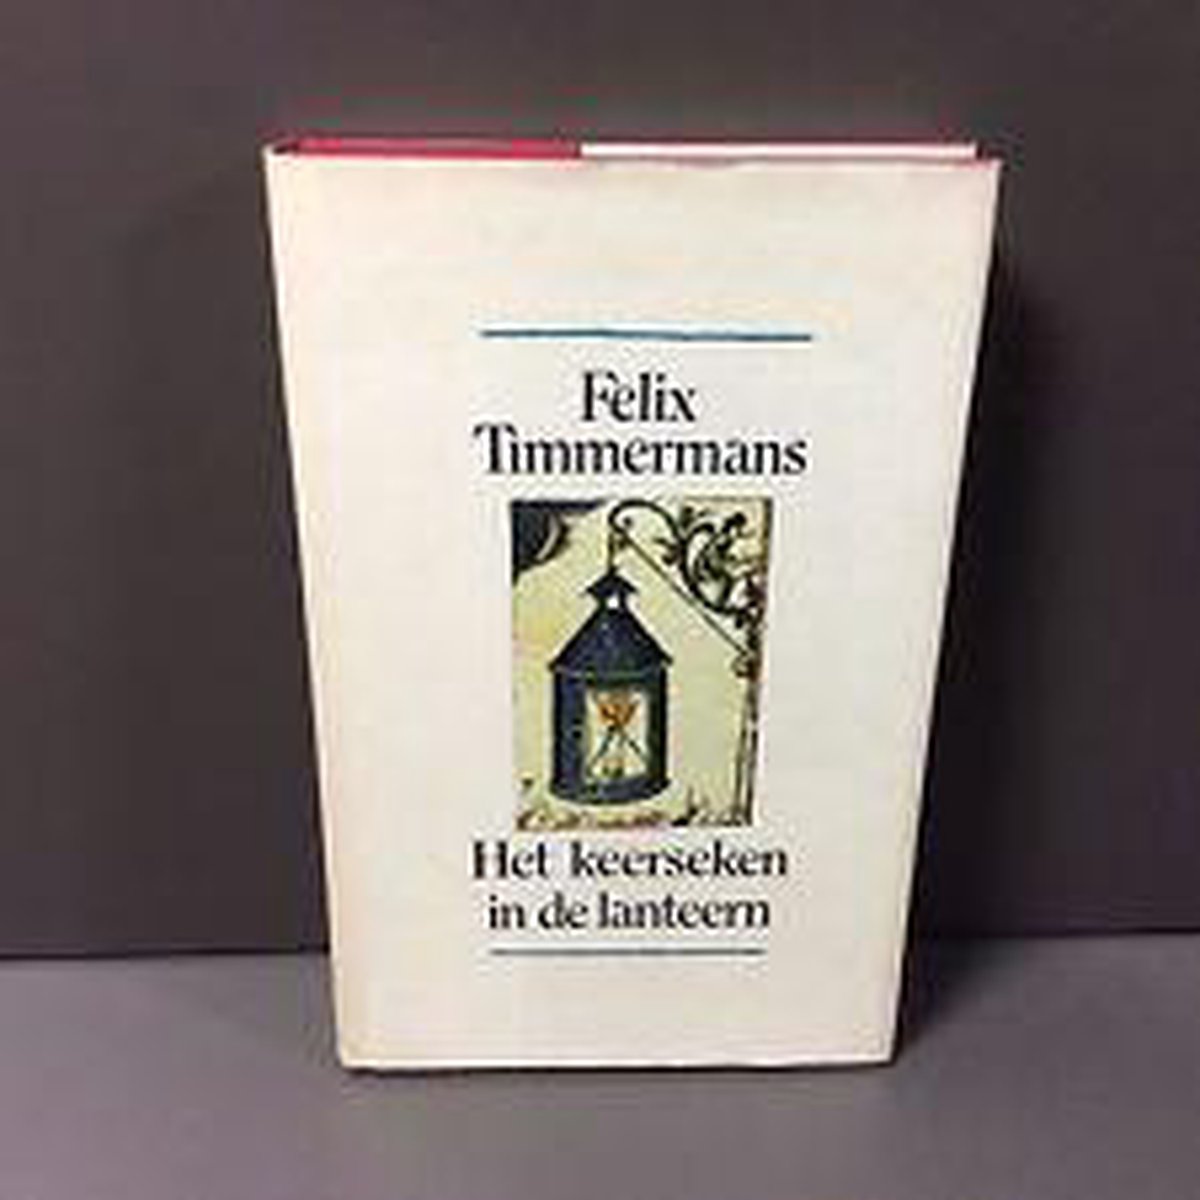 Felix
Timmermans
Het keerseken
in de lanteern